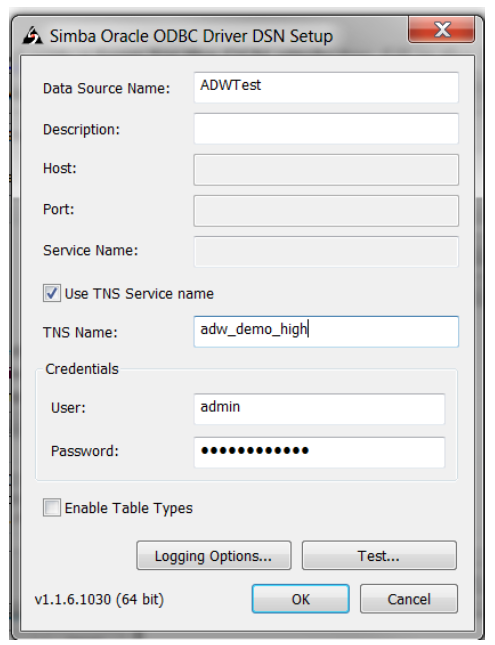 Simba Oracle ODBC Driver DSN Setup
Data Source Name: ADWTest
Description:
Host:
Port:
Service Name:
Use TNS Service name
TNS Name: adw_demo_high
Credentials
User: admin
Password: ●●●●●●●●●●●●
Enable Table Types
Logging Options... Test...
v1.1.6.1030 (64 bit) OK Cancel